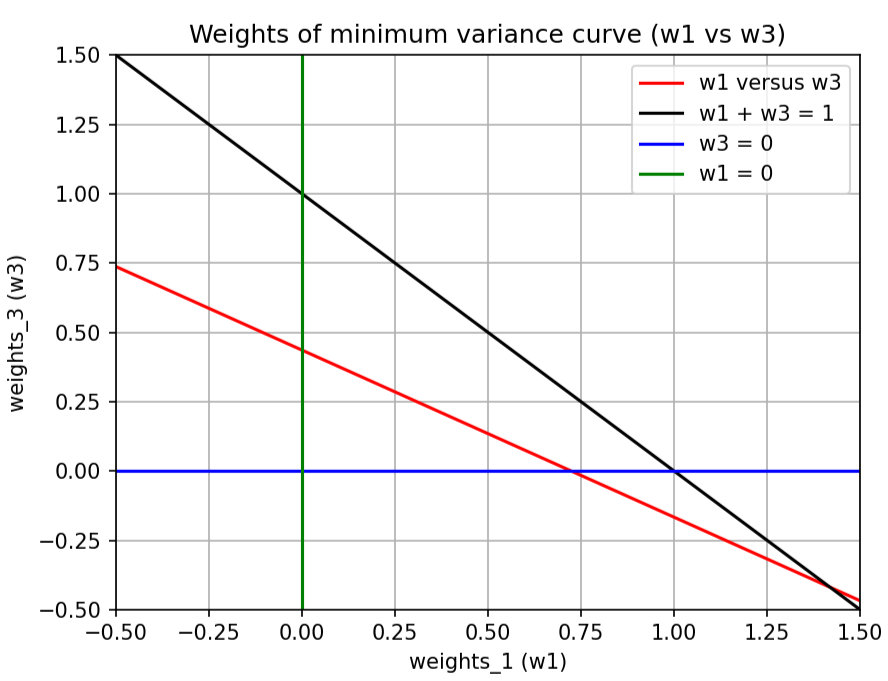 Weights of minimum variance curve (w1 vs w3)
1.50
1.25
1.00
0.75
0.50
0.25
0.00
−0.25
−0.50
weights_3 (w3)
w1 versus w3
w1 + w3 = 1
w3 = 0
w1 = 0
−0.50 −0.25 0.00 0.25 0.50 0.75 1.00 1.25 1.50
weights_1 (w1)